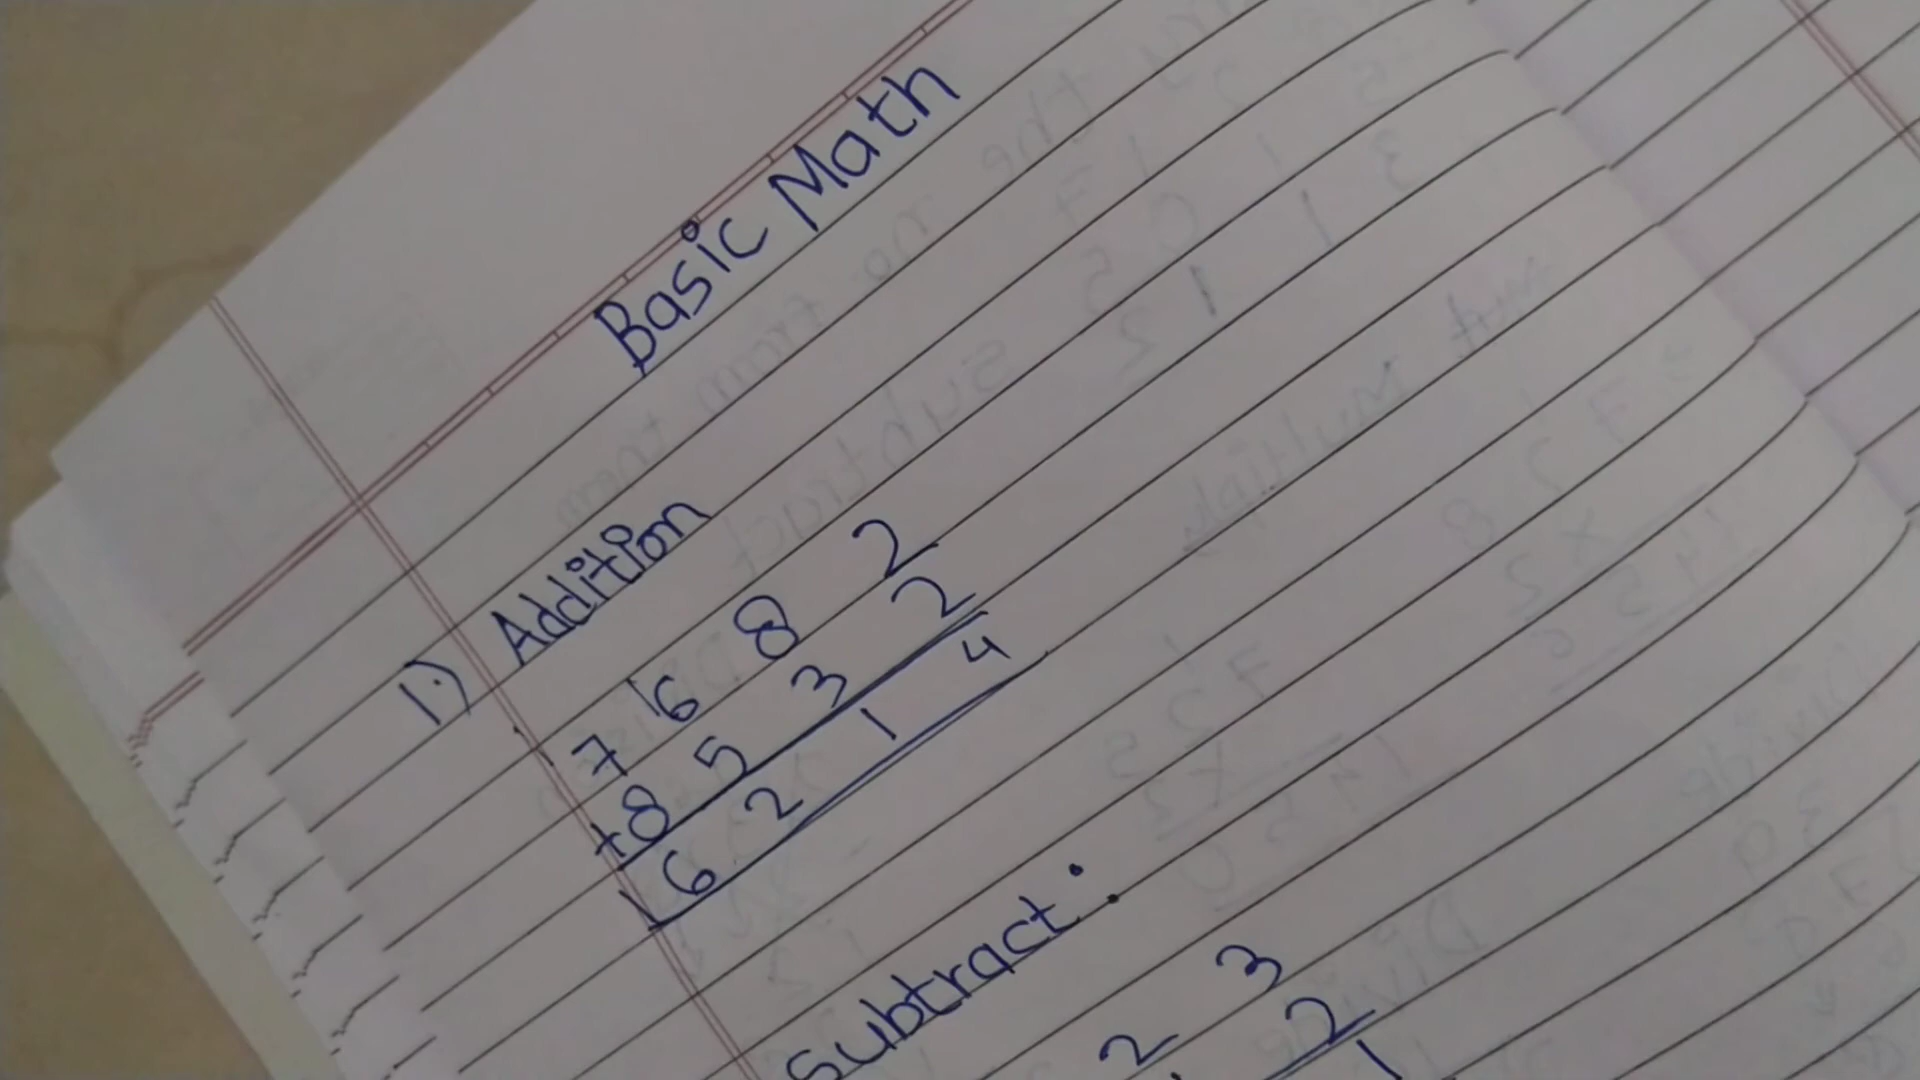 Basic Math
1.) Addition
7 ¹6 8 2
+8 5 3 2
1 6 2 1 4
Subtract :
2 3
2
1